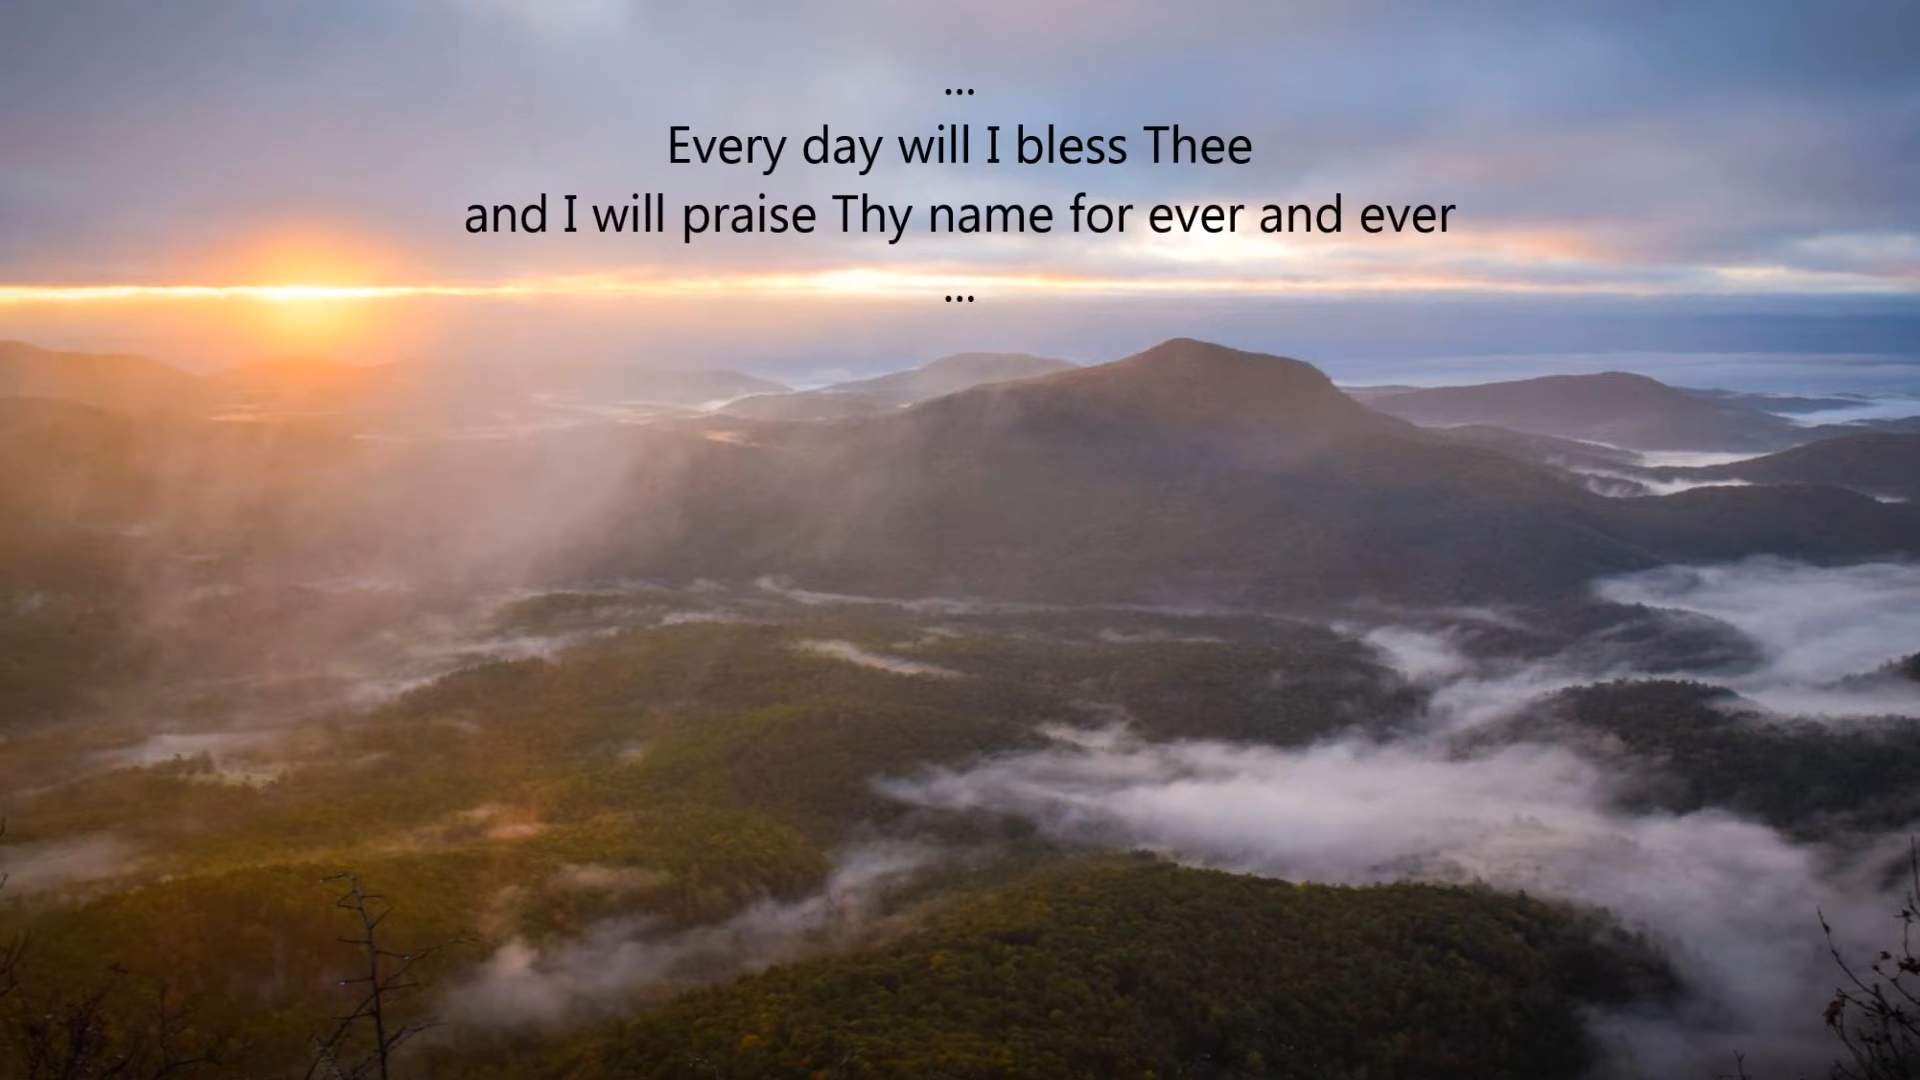 ...
Every day will I bless Thee
and I will praise Thy name for ever and ever
...